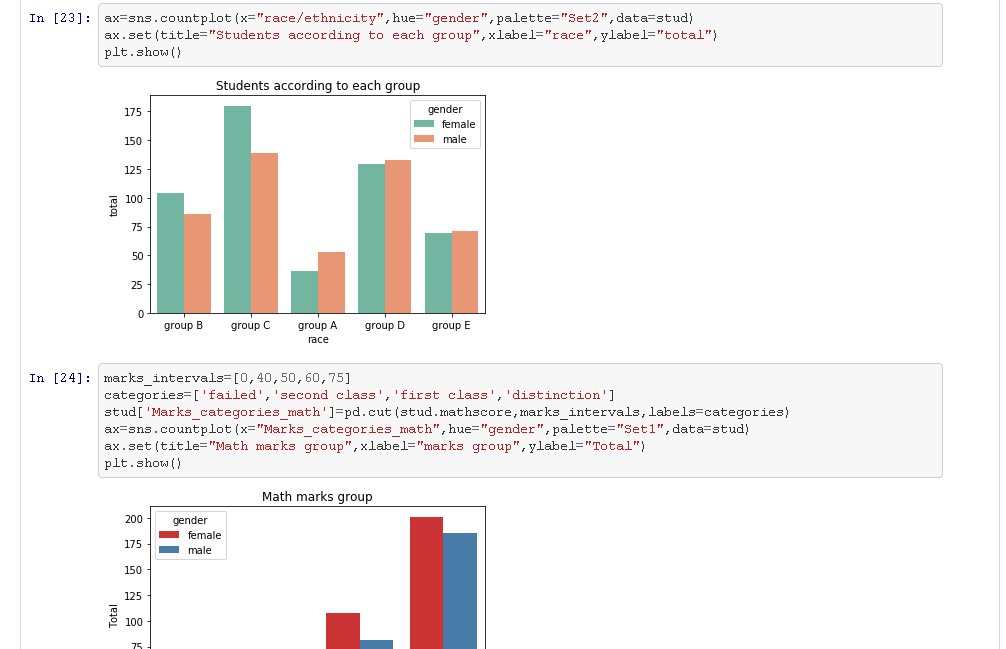 In [23]:
ax=sns.countplot(x="race/ethnicity",hue="gender",palette="Set2",data=stud)
ax.set(title="Students according to each group",xlabel="race",ylabel="total")
plt.show()
Students according to each group
gender
female
male
175
150
125
100
75
50
25
0
total
group B
group C
group A
group D
group E
race
In [24]:
marks_intervals=[0,40,50,60,75]
categories=['failed','second class','first class','distinction']
stud['Marks_categories_math']=pd.cut(stud.mathscore,marks_intervals,labels=categories)
ax=sns.countplot(x="Marks_categories_math",hue="gender",palette="Set1",data=stud)
ax.set(title="Math marks group",xlabel="marks group",ylabel="Total")
plt.show()
Math marks group
gender
female
male
200
175
150
125
100
75
Total